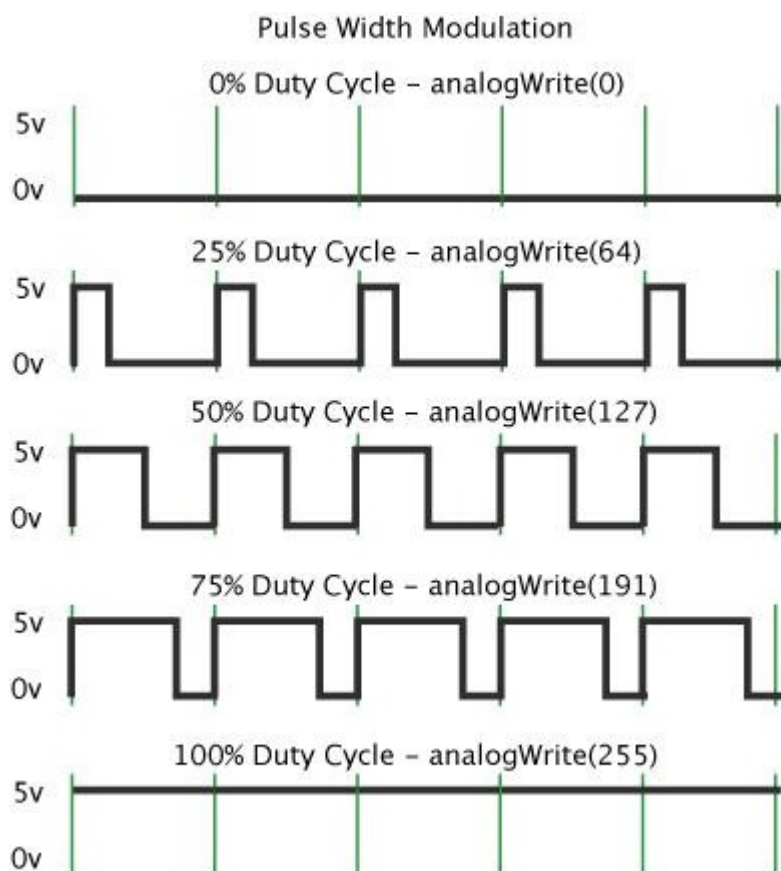 Pulse Width Modulation
0% Duty Cycle – analogWrite(0)
5v
0v
25% Duty Cycle – analogWrite(64)
5v
0v
50% Duty Cycle – analogWrite(127)
5v
0v
75% Duty Cycle – analogWrite(191)
5v
0v
100% Duty Cycle – analogWrite(255)
5v
0v